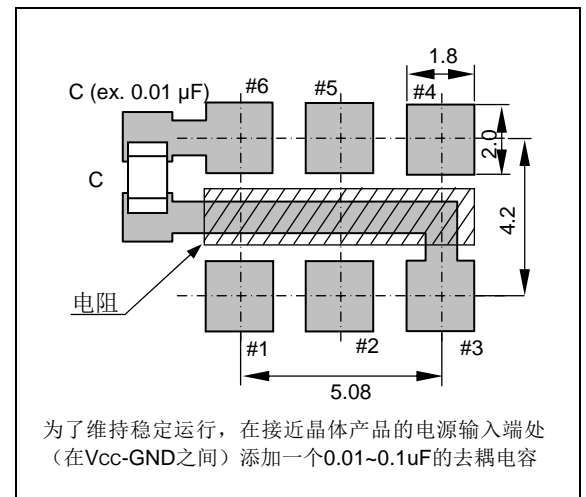 1.8
C (ex. 0.01 µF)
#6
#5
#4
2.0
C
4.2
电阻
#1
#2
#3
5.08
为了维持稳定运行，在接近晶体产品的电源输入端处
（在Vcc-GND之间）添加一个0.01~0.1uF的去耦电容